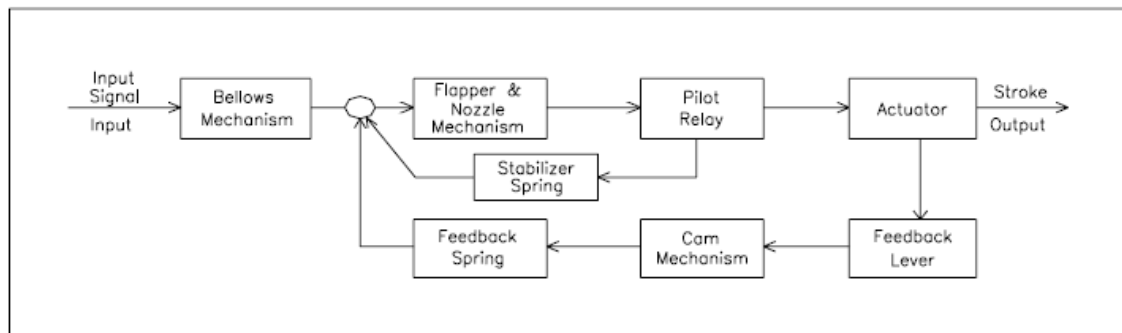 Input
Signal
Input
Bellows
Mechanism
Flapper &
Nozzle
Mechanism
Pilot
Relay
Actuator
Stroke
Output
Stabilizer
Spring
Feedback
Spring
Cam
Mechanism
Feedback
Lever